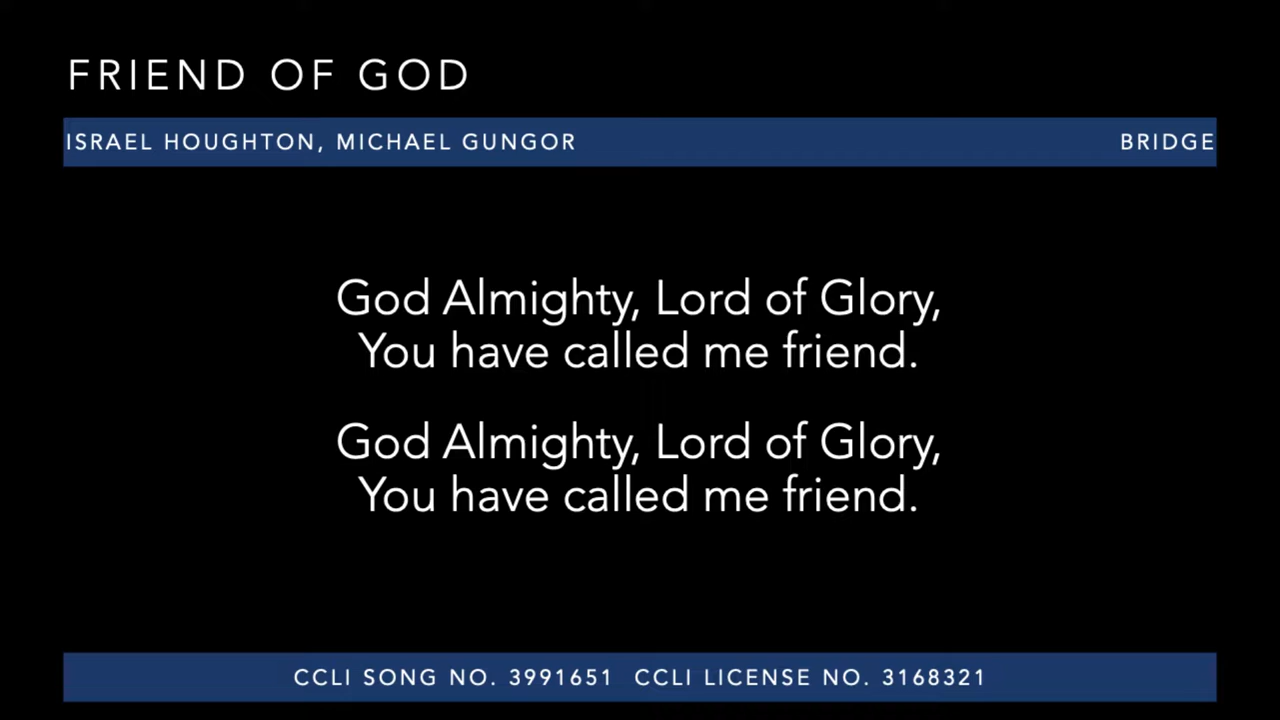 FRIEND OF GOD
ISRAEL HOUGHTON, MICHAEL GUNGOR BRIDGE
God Almighty, Lord of Glory,
You have called me friend.
God Almighty, Lord of Glory,
You have called me friend.
CCLI SONG NO. 3991651 CCLI LICENSE NO. 3168321